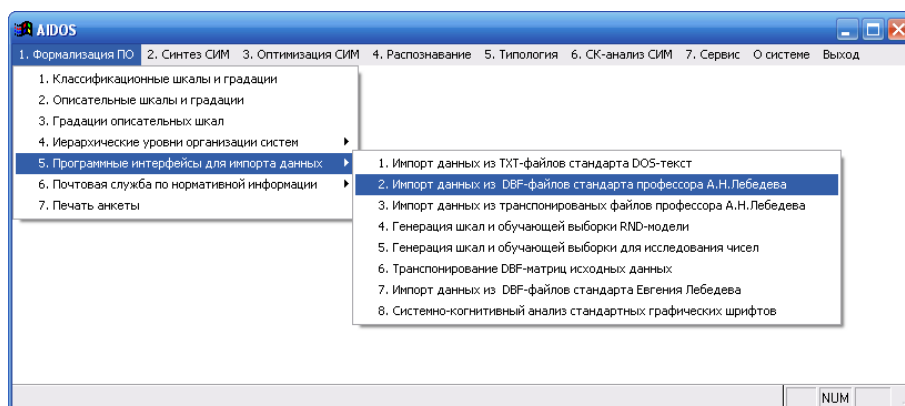 AIDOS
1. Формализация ПО 2. Синтез СИМ 3. Оптимизация СИМ 4. Распознавание 5. Типология 6. СК-анализ СИМ 7. Сервис О системе Выход
1. Классификационные шкалы и градации
2. Описательные шкалы и градации
3. Градации описательных шкал
4. Иерархические уровни организации систем
5. Программные интерфейсы для импорта данных
6. Почтовая служба по нормативной информации
7. Печать анкеты
1. Импорт данных из TXT-файлов стандарта DOS-текст
2. Импорт данных из DBF-файлов стандарта профессора А.Н.Лебедева
3. Импорт данных из транспонированых файлов профессора А.Н.Лебедева
4. Генерация шкал и обучающей выборки RND-модели
5. Генерация шкал и обучающей выборки для исследования чисел
6. Транспонирование DBF-матриц исходных данных
7. Импорт данных из DBF-файлов стандарта Евгения Лебедева
8. Системно-когнитивный анализ стандартных графических шрифтов
NUM